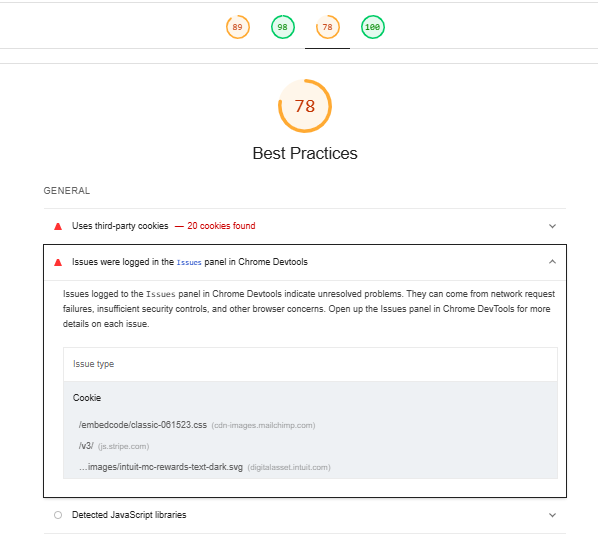 89 98 78 100
78
Best Practices
GENERAL
Uses third-party cookies — 20 cookies found
Issues were logged in the Issues panel in Chrome Devtools
Issues logged to the Issues panel in Chrome Devtools indicate unresolved problems. They can come from network request
failures, insufficient security controls, and other browser concerns. Open up the Issues panel in Chrome DevTools for more
details on each issue.
Issue type
Cookie
/embedcode/classic-061523.css (cdn-images.mailchimp.com)
/v3/ (js.stripe.com)
…images/intuit-mc-rewards-text-dark.svg (digitalasset.intuit.com)
Detected JavaScript libraries